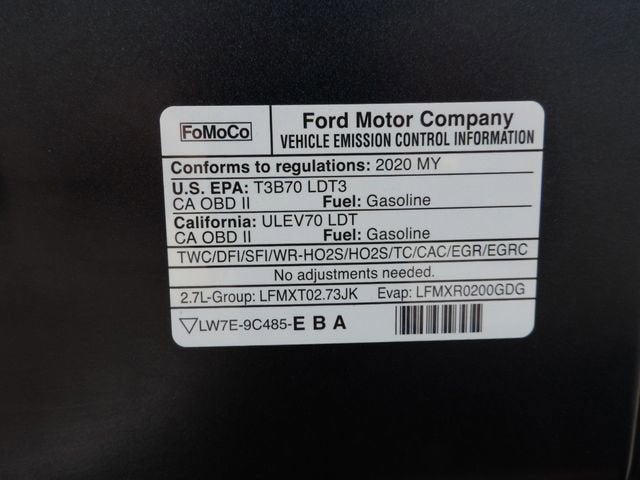 FoMoCo
Ford Motor Company
VEHICLE EMISSION CONTROL INFORMATION
Conforms to regulations: 2020 MY
U.S. EPA: T3B70 LDT3
CA OBD II Fuel: Gasoline
California: ULEV70 LDT
CA OBD II Fuel: Gasoline
TWC/DFI/SFI/WR-HO2S/HO2S/TC/CAC/EGR/EGRC
No adjustments needed.
2.7L-Group: LFMXT02.73JK Evap: LFMXR0200GDG
LW7E-9C485-E B A